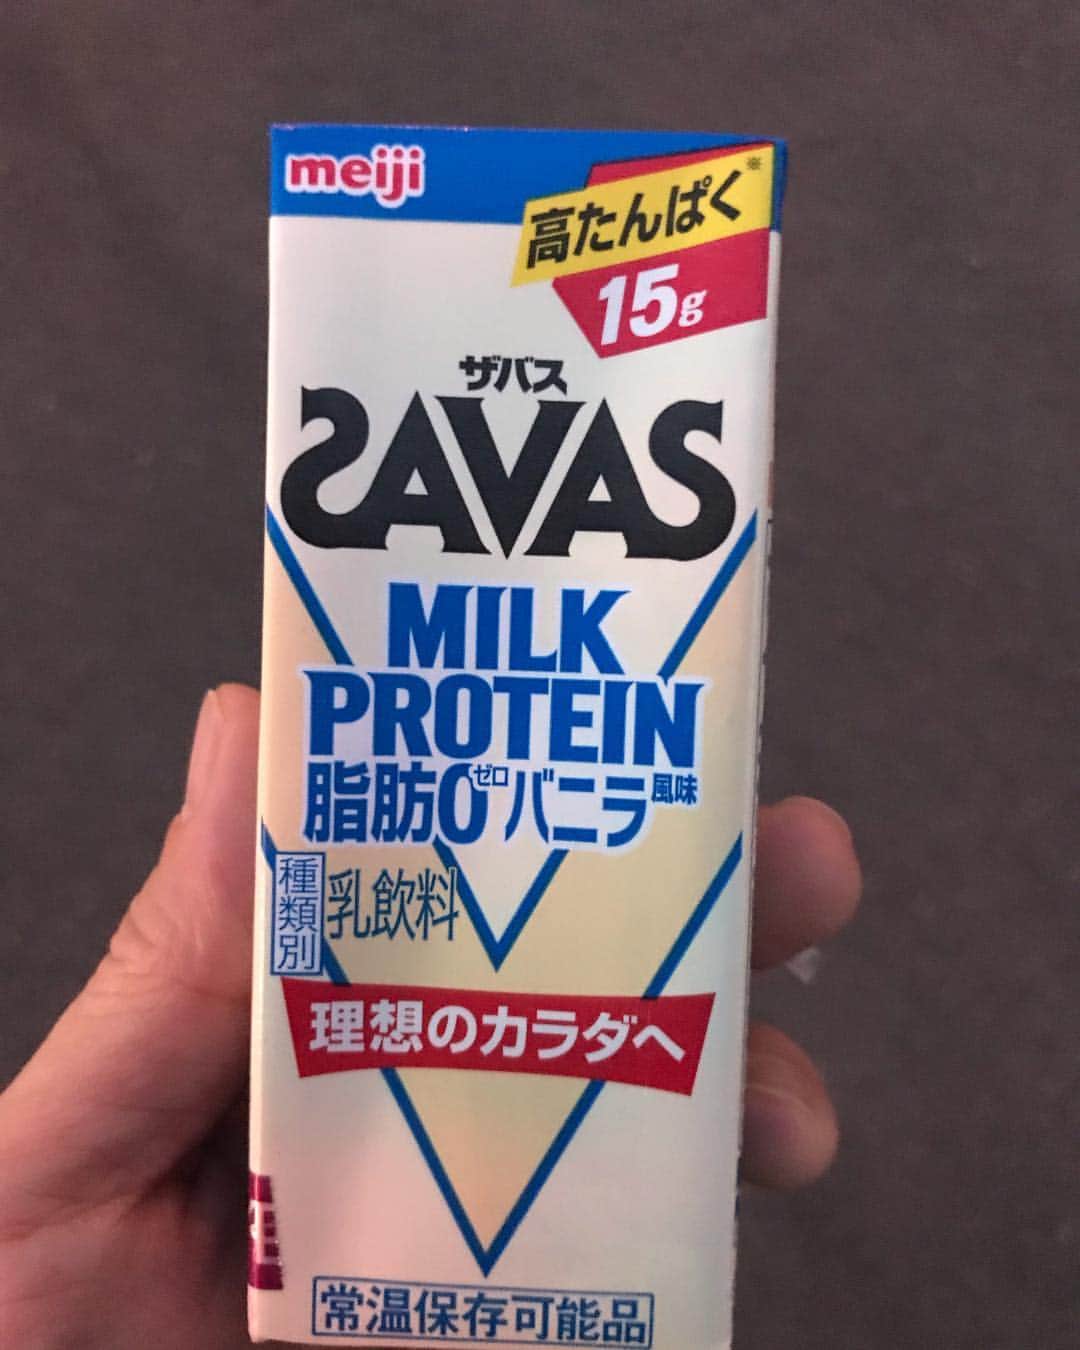 meiji
高たんぱく※
15g
ザバス
SAVAS
MILK
PROTEIN
脂肪0ゼロバニラ風味
種類別
乳飲料
理想のカラダへ
常温保存可能品